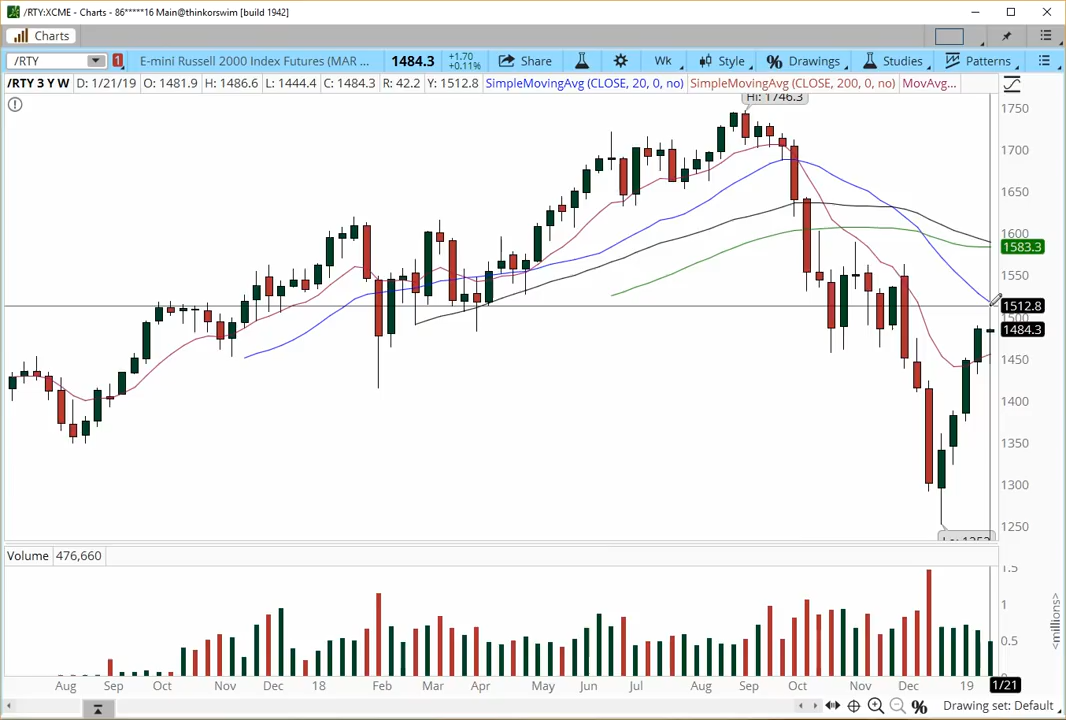 /RTY:XCME - Charts - 86*****16 Main@thinkorswim [build 1942]
Charts
/RTY 1 E-mini Russell 2000 Index Futures (MAR ... 1484.3 +1.70 +0.11% Share Wk Style Drawings Studies Patterns
/RTY 3 Y W D: 1/21/19 O: 1481.9 H: 1486.6 L: 1444.4 C: 1484.3 R: 42.2 Y: 1512.8 SimpleMovingAvg (CLOSE, 20, 0, no) SimpleMovingAvg (CLOSE, 200, 0, no) MovAvg...
Hi: 1746.3
1750
1700
1650
1600
1583.3
1550
1512.8
1500
1484.3
1450
1400
1350
1300
1250
Lo: 1252
Volume 476,660
1.5
1
0.5
<millions>
Aug Sep Oct Nov Dec 18 Feb Mar Apr May Jun Jul Aug Sep Oct Nov Dec 19 1/21
Drawing set: Default